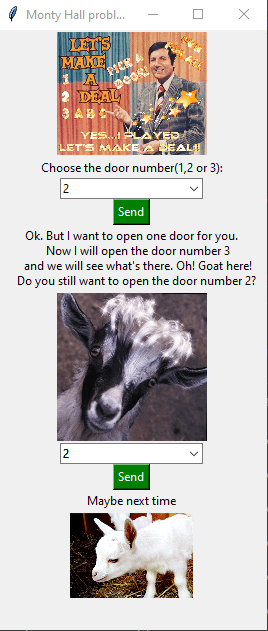 Monty Hall probl...
LET'S
MAKE
A
DEAL
PICK A
DOOR!
1
2
3 A B C
YES...I PLAYED
LET'S MAKE A DEAL!!
Choose the door number(1,2 or 3):
2
Send
Ok. But I want to open one door for you.
Now I will open the door number 3
and we will see what's there. Oh! Goat here!
Do you still want to open the door number 2?
2
Send
Maybe next time